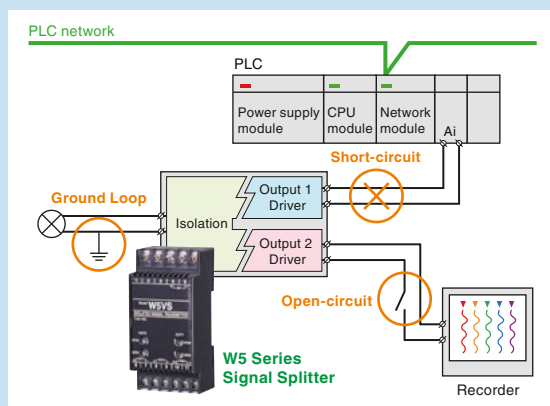 PLC network
PLC
Power supply
module
CPU
module
Network
module
Ai
Short-circuit
Ground Loop
Isolation
Output 1
Driver
Output 2
Driver
Open-circuit
W5VS
W5 Series
Signal Splitter
Recorder